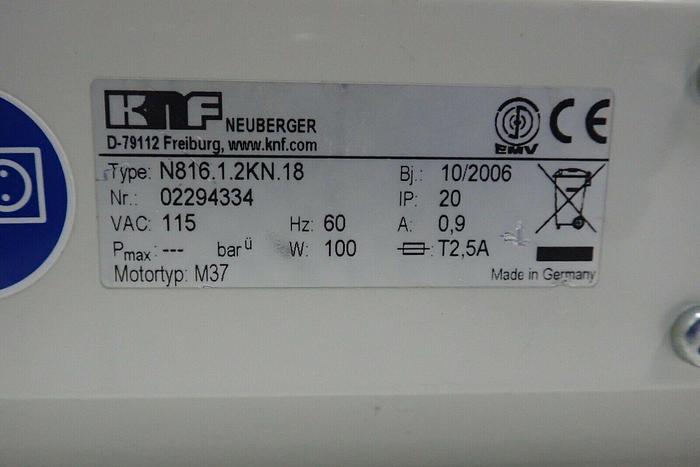 KNF NEUBERGER
D-79112 Freiburg, www.knf.com
EMV CE
Type: N816.1.2KN.18 Bj.: 10/2006
Nr.: 02294334 IP: 20
VAC: 115 Hz: 60 A: 0,9
Pmax: --- bar ü W: 100 : T2,5A
Motortyp: M37 Made in Germany